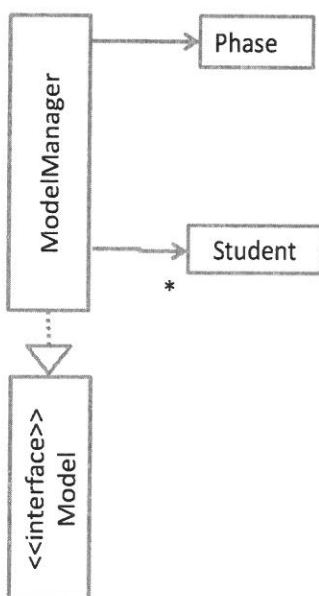 ModelManager
Phase
Student
*
<<interface>>
Model